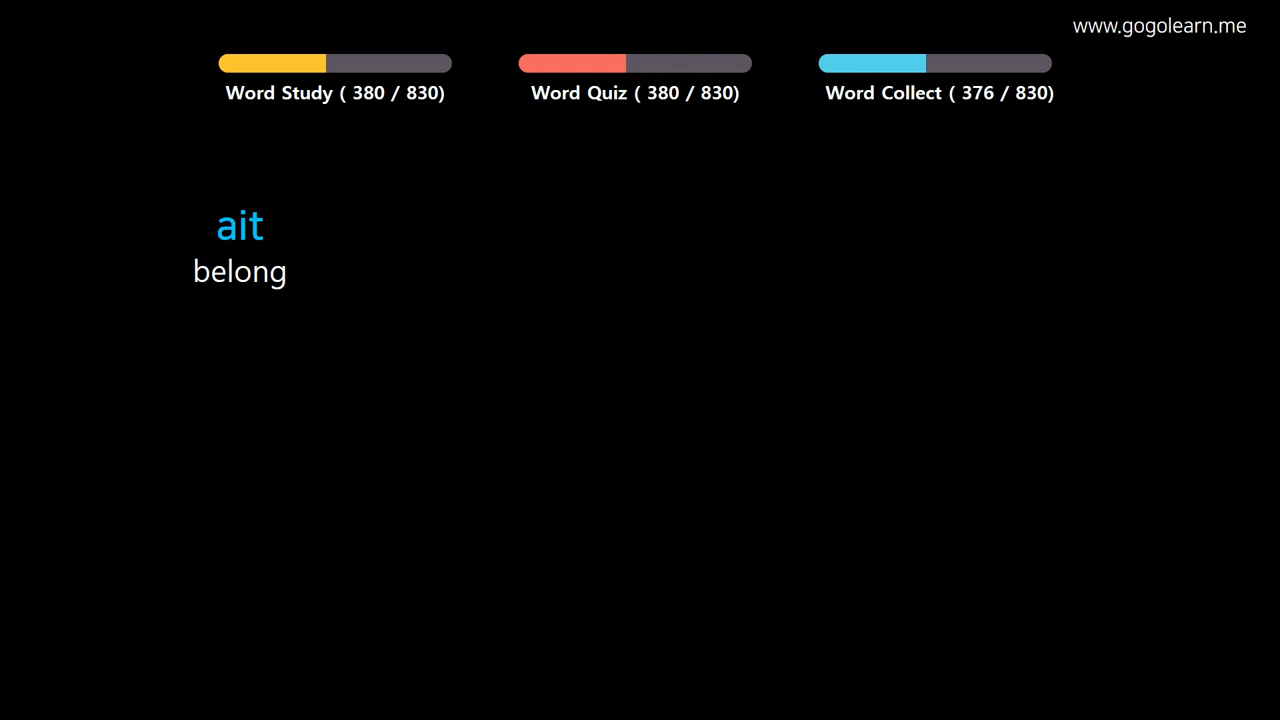 www.gogolearn.me
Word Study ( 380 / 830)
Word Quiz ( 380 / 830)
Word Collect ( 376 / 830)
ait
belong